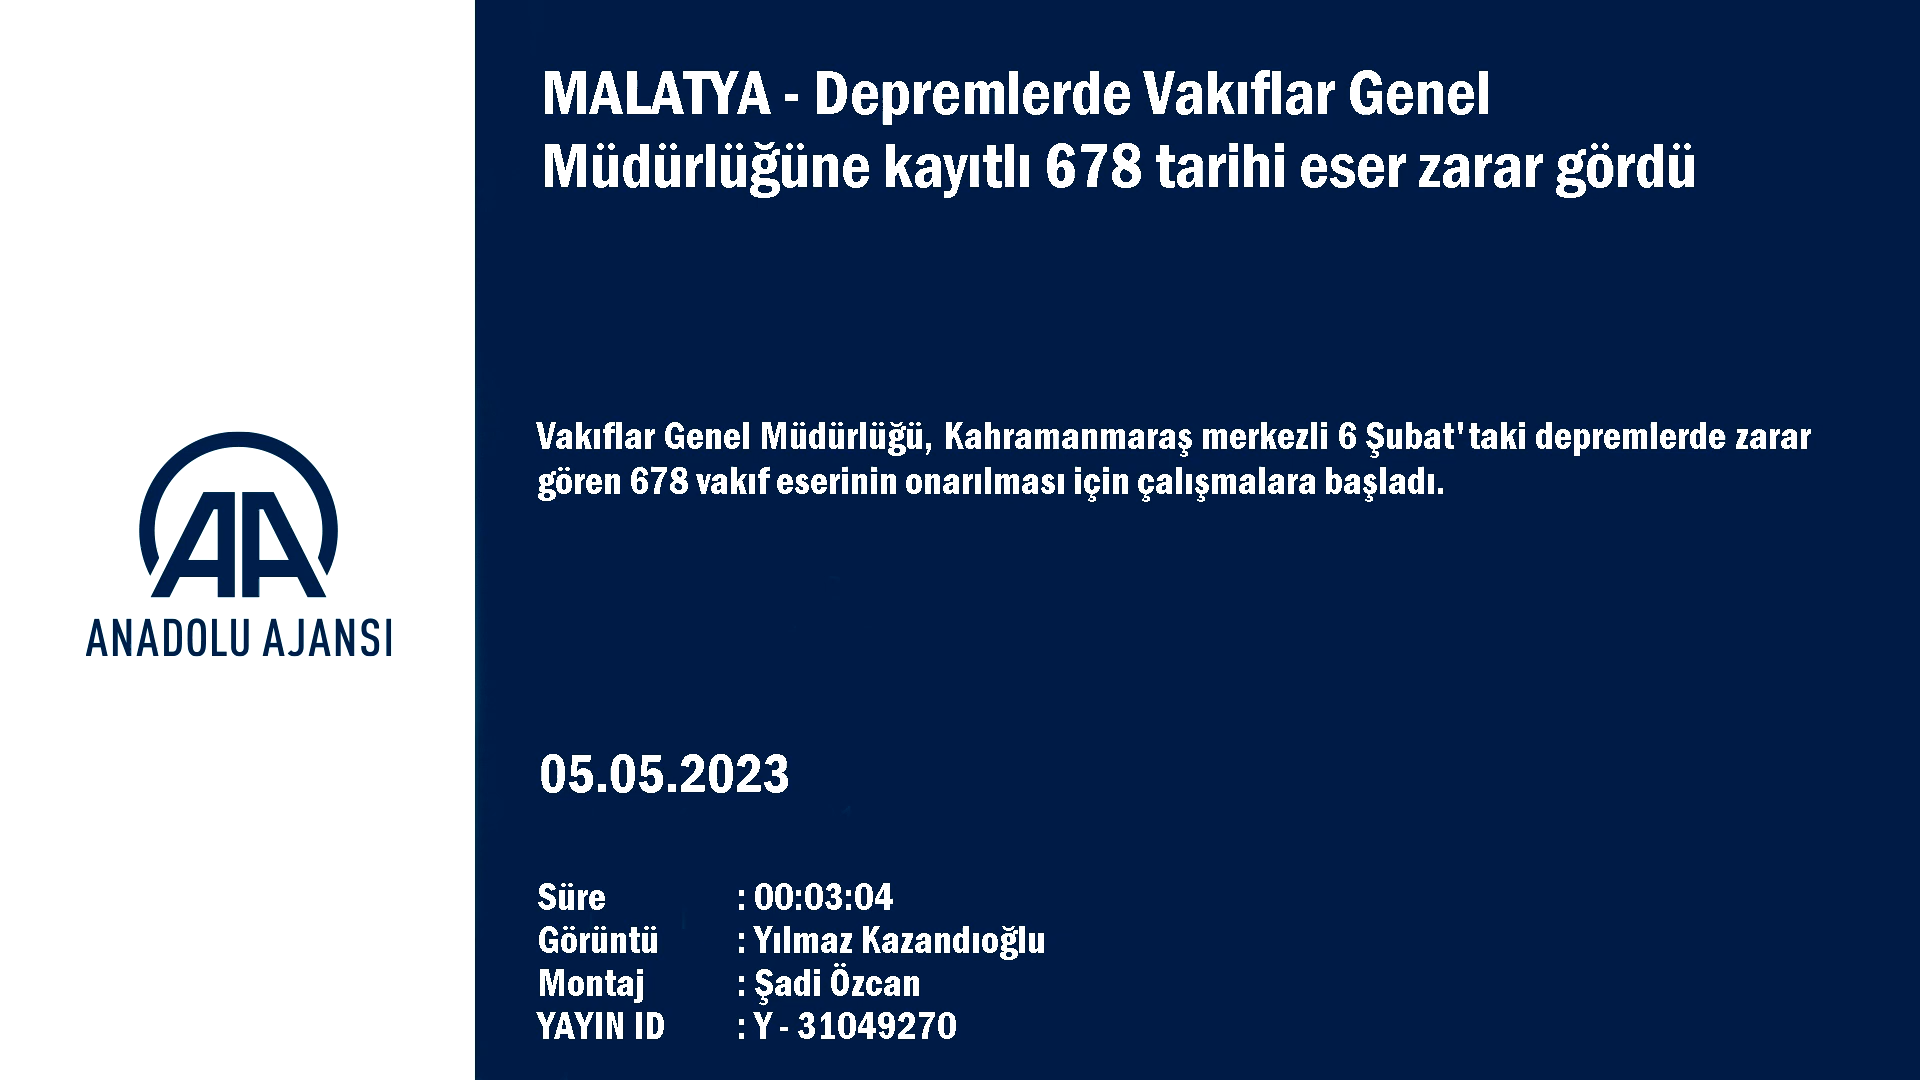 MALATYA - Depremlerde Vakıflar Genel
Müdürlüğüne kayıtlı 678 tarihi eser zarar gördü
Vakıflar Genel Müdürlüğü, Kahramanmaraş merkezli 6 Şubat'taki depremlerde zarar
gören 678 vakıf eserinin onarılması için çalışmalara başladı.
AA
ANADOLU AJANSI
05.05.2023
Süre : 00:03:04
Görüntü : Yılmaz Kazandıoğlu
Montaj : Şadi Özcan
YAYIN ID : Y - 31049270